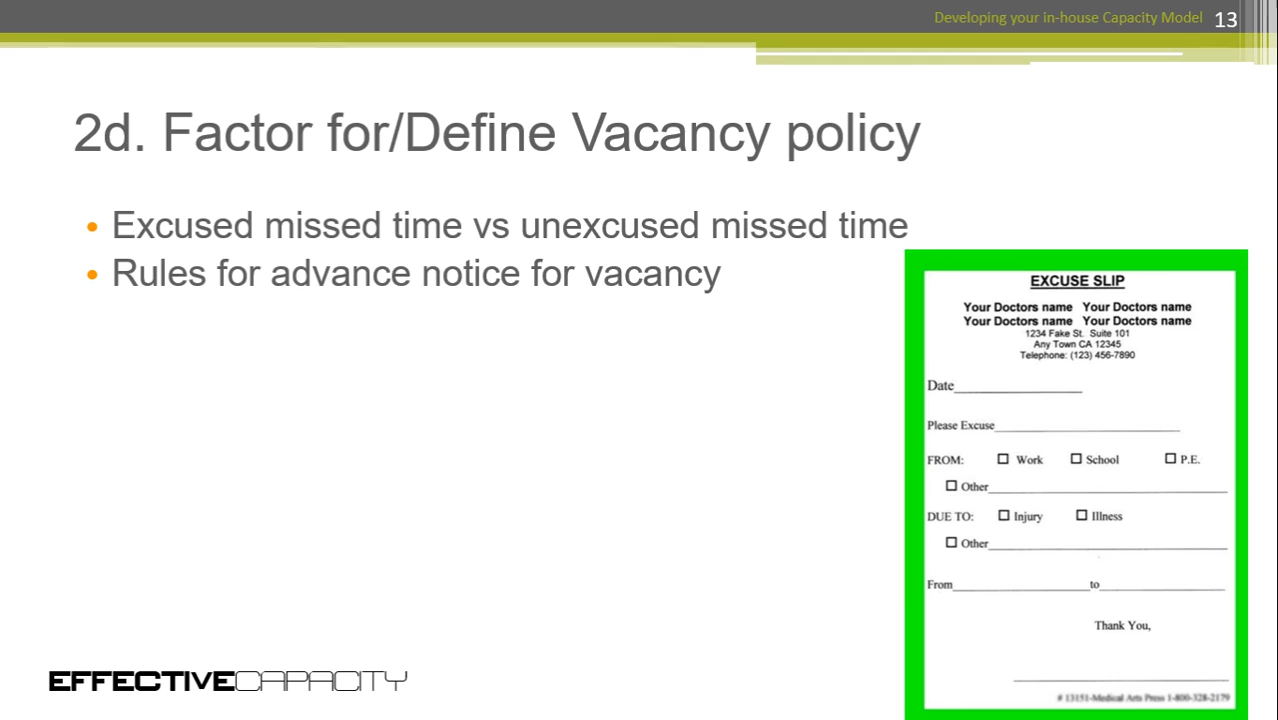 Developing your in-house Capacity Model 13
2d. Factor for/Define Vacancy policy
• Excused missed time vs unexcused missed time
• Rules for advance notice for vacancy
EXCUSE SLIP
Your Doctors name Your Doctors name
Your Doctors name Your Doctors name
1234 Fake St. Suite 101
Any Town CA 12345
Telephone: (123) 456-7890
Date
Please Excuse
FROM: Work School P.E.
Other
DUE TO: Injury Illness
Other
From to
Thank You,
# 13151-Medical Arts Press 1-800-328-2179
EFFECTIVECAPACITY